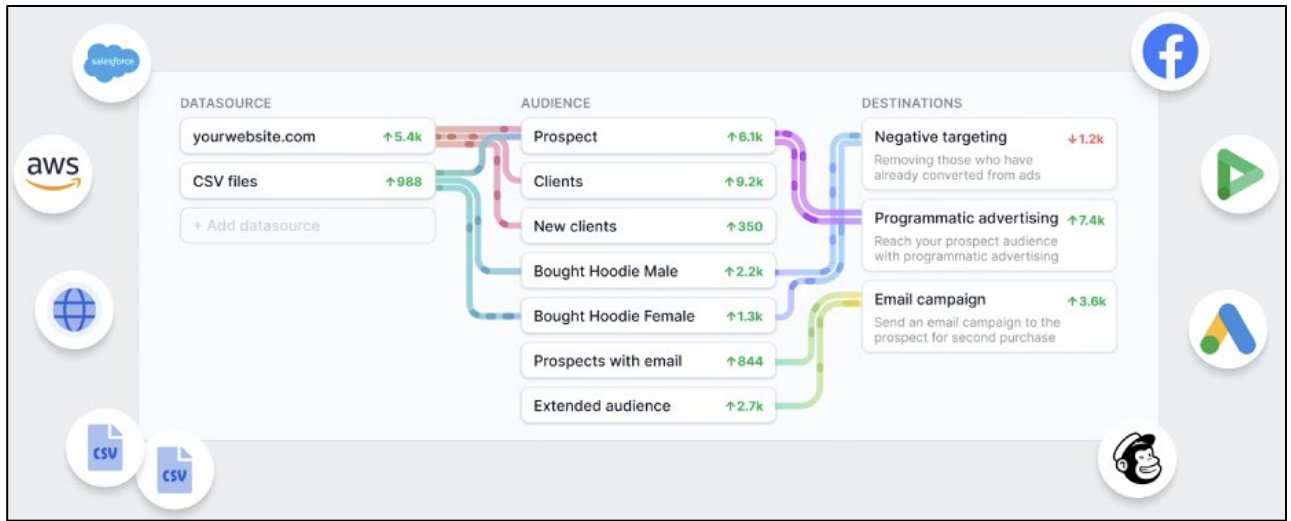 salesforce
aws
CSV
CSV
DATASOURCE
yourwebsite.com ↑5.4k
CSV files ↑988
+ Add datasource
AUDIENCE
Prospect ↑6.1k
Clients ↑9.2k
New clients ↑350
Bought Hoodie Male ↑2.2k
Bought Hoodie Female ↑1.3k
Prospects with email ↑844
Extended audience ↑2.7k
DESTINATIONS
Negative targeting ↓1.2k
Removing those who have
already converted from ads
Programmatic advertising ↑7.4k
Reach your prospect audience
with programmatic advertising
Email campaign ↑3.6k
Send an email campaign to the
prospect for second purchase